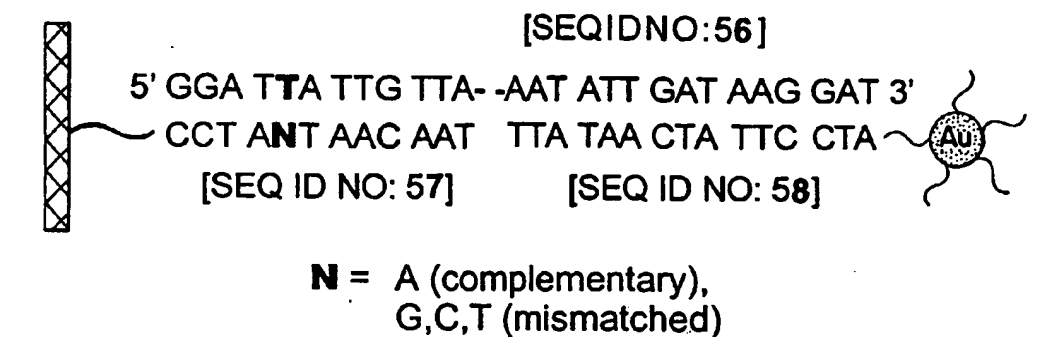 [SEQIDNO:56]
5' GGA TTA TTG TTA- -AAT ATT GAT AAG GAT 3'
CCT ANT AAC AAT TTA TAA CTA TTC CTA Au
[SEQ ID NO: 57] [SEQ ID NO: 58]
N = A (complementary),
G,C,T (mismatched)